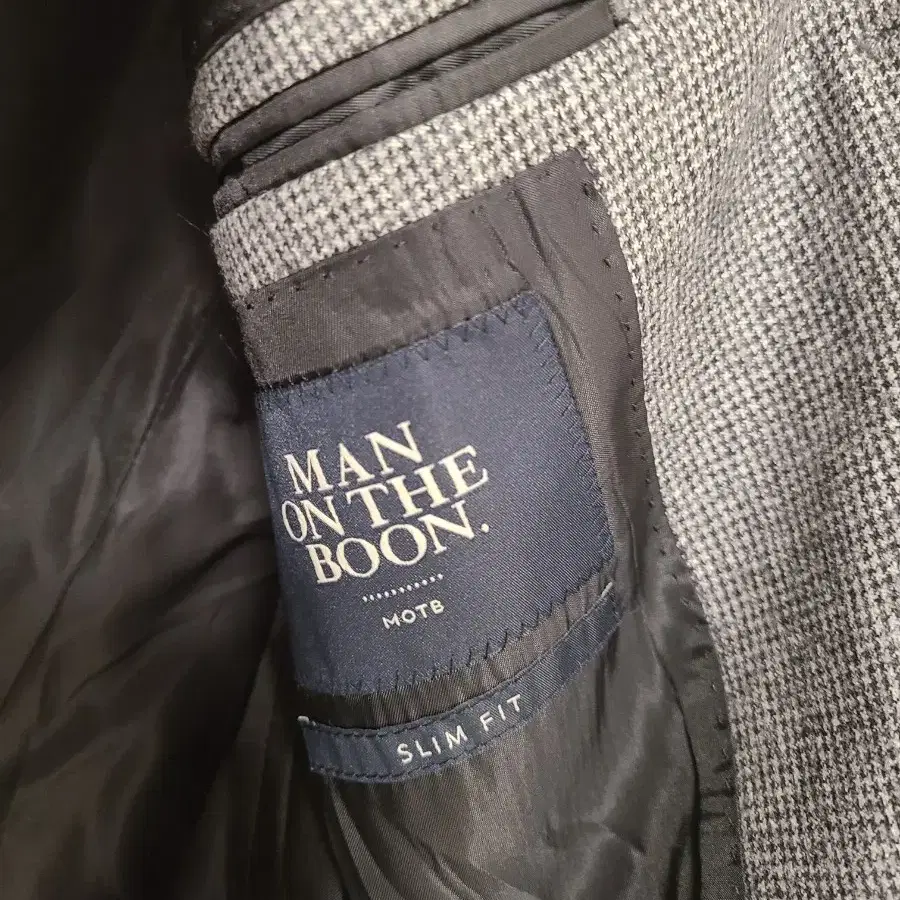 MAN
ON THE
BOON.
MOTB
SLIM FIT